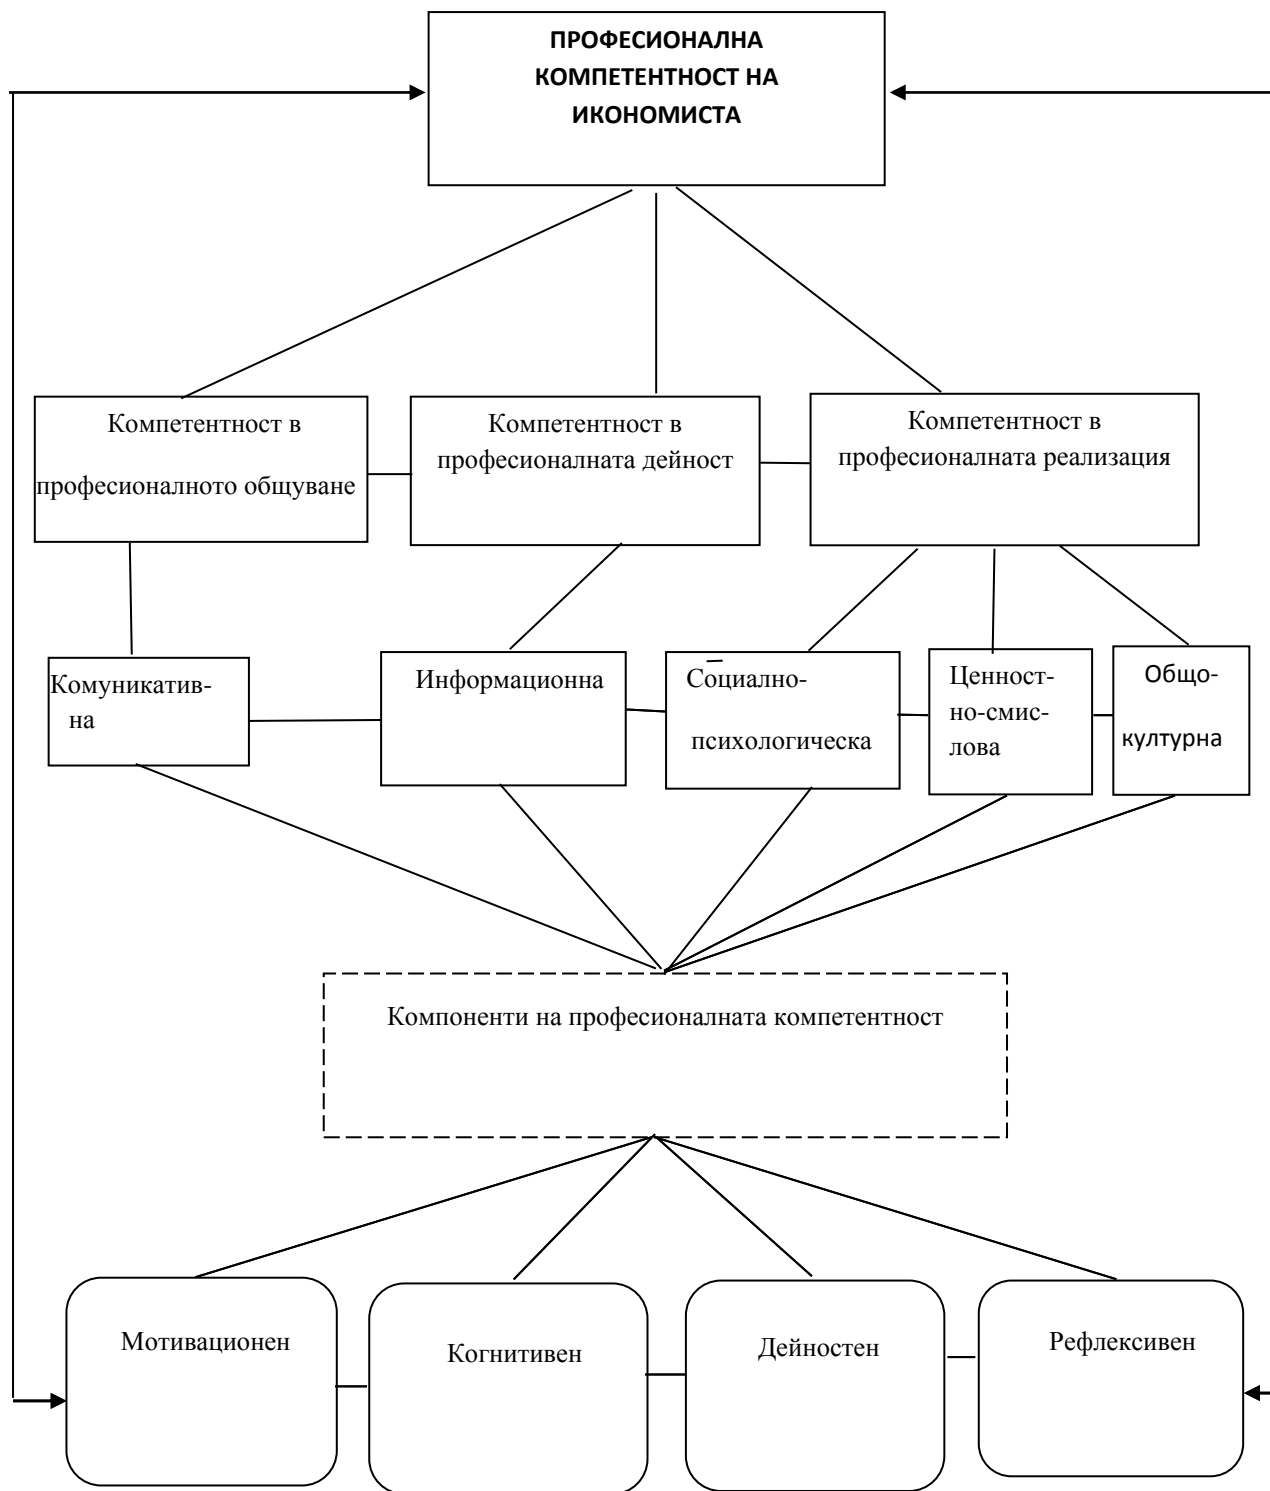 ПРОФЕСИОНАЛНА
КОМПЕТЕНТНОСТ НА
ИКОНОМИСТА
Компетентност в
професионалното общуване
Компетентност в
професионалната дейност
Компетентност в
професионалната реализация
Комуникатив-
на
Информационна
Социално-
психологическа
Ценност-
но-смис-
лова
Общо-
културна
Компоненти на професионалната компетентност
Мотивационен
Когнитивен
Дейностен
Рефлексивен